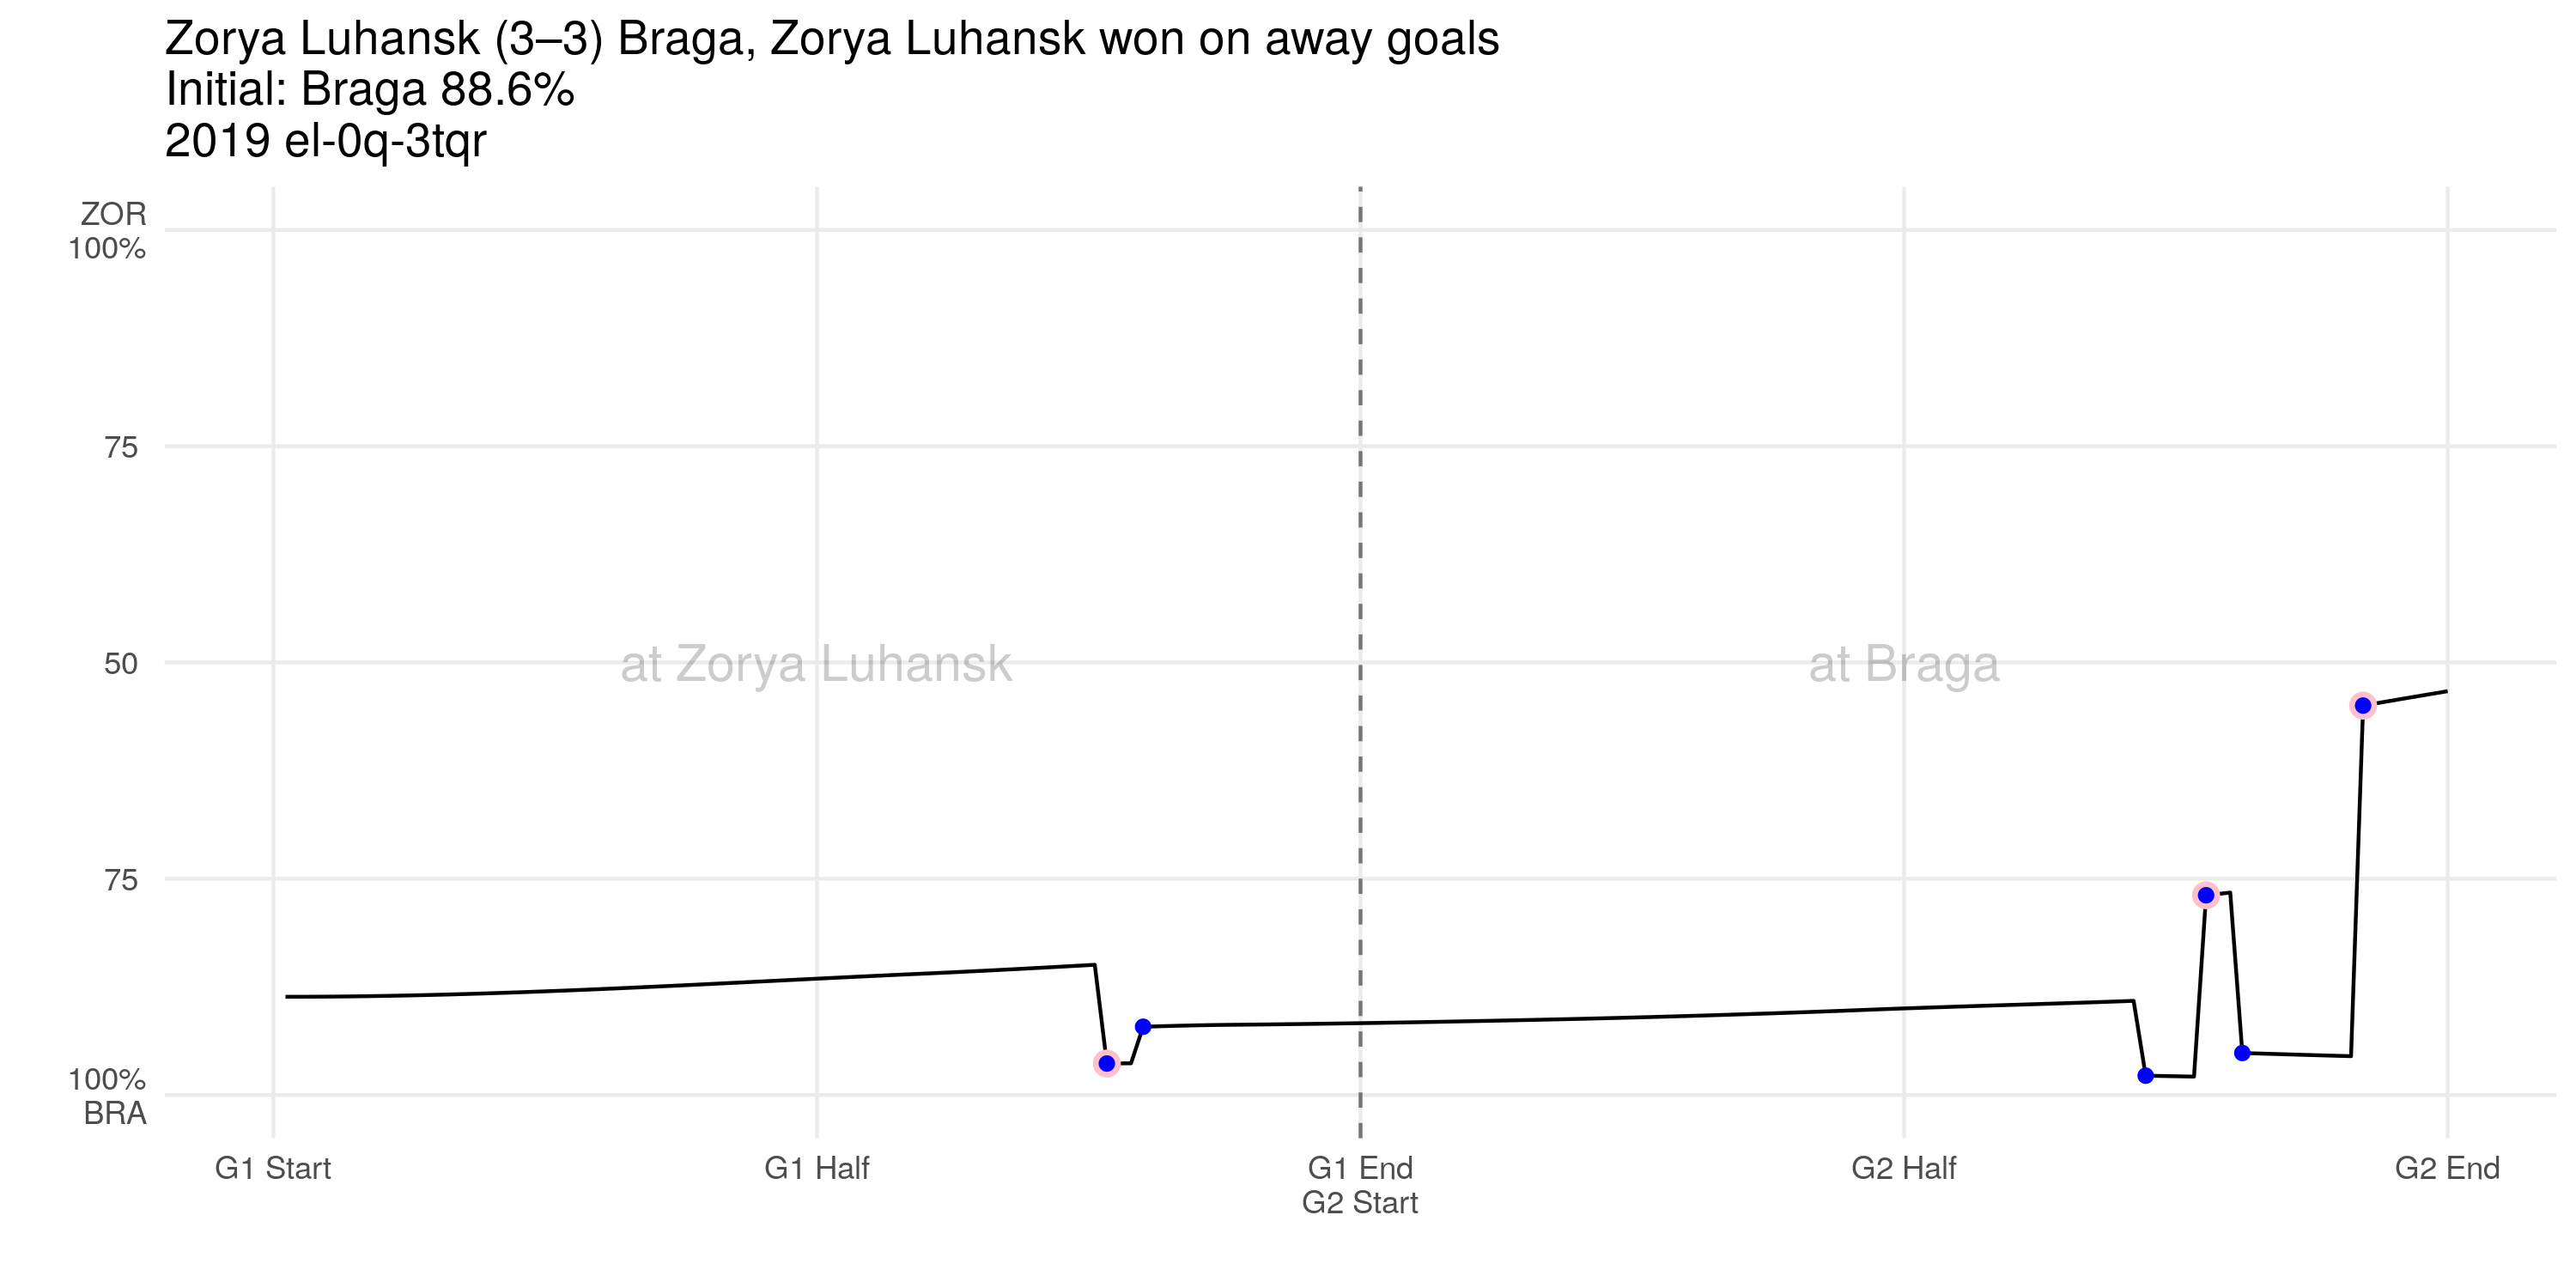 Zorya Luhansk (3–3) Braga, Zorya Luhansk won on away goals
Initial: Braga 88.6%
2019 el-0q-3tqr
ZOR
100%
75
50
75
100%
BRA
at Zorya Luhansk
at Braga
G1 Start
G1 Half
G1 End
G2 Start
G2 Half
G2 End